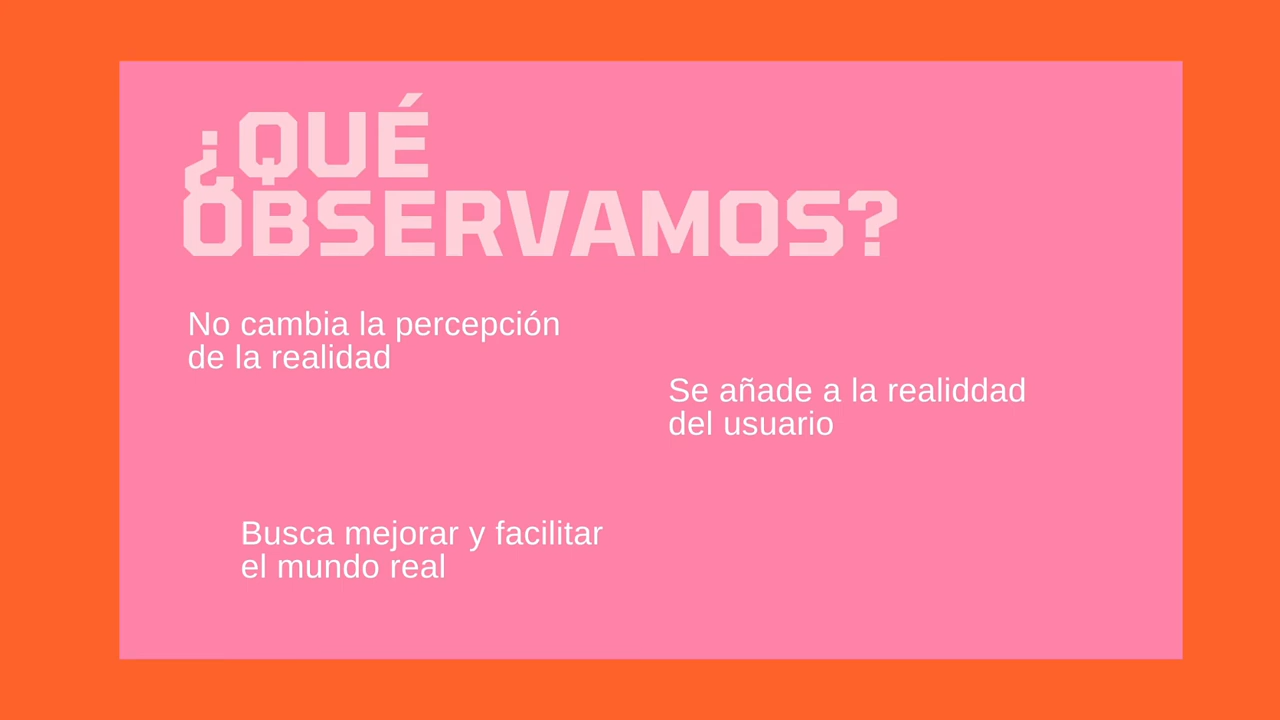 ¿QUÉ
OBSERVAMOS?
No cambia la percepción
de la realidad
Se añade a la realiddad
del usuario
Busca mejorar y facilitar
el mundo real